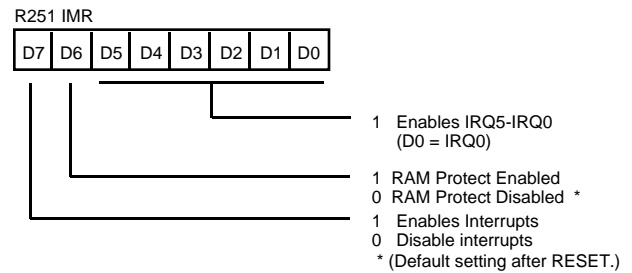 R251 IMR
D7 D6 D5 D4 D3 D2 D1 D0
1 Enables IRQ5-IRQ0
(D0 = IRQ0)
1 RAM Protect Enabled
0 RAM Protect Disabled *
1 Enables Interrupts
0 Disable interrupts
* (Default setting after RESET.)